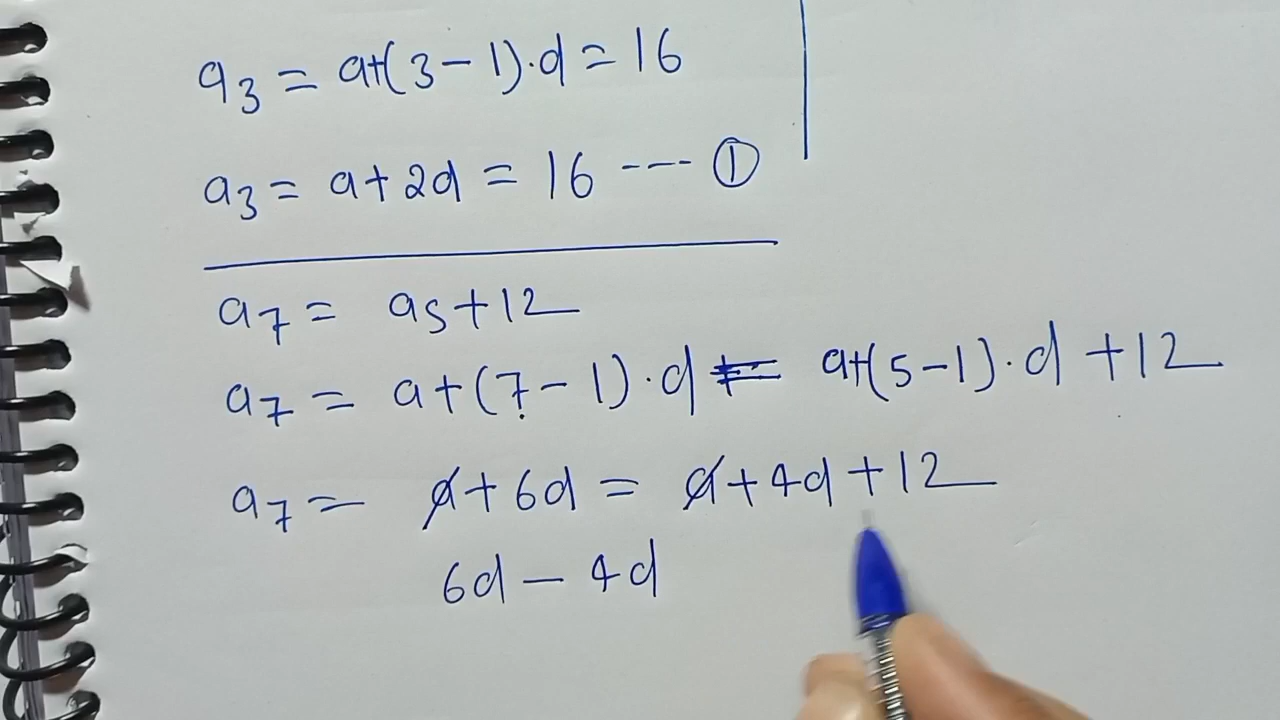 a₃ = a+(3-1)·d = 16
a₃ = a+2d = 16 ---- ①
a₇ = a₅+12
a₇ = a+(7-1)·d = a+(5-1)·d +12
a₇ = a+6d = a+4d+12
6d - 4d